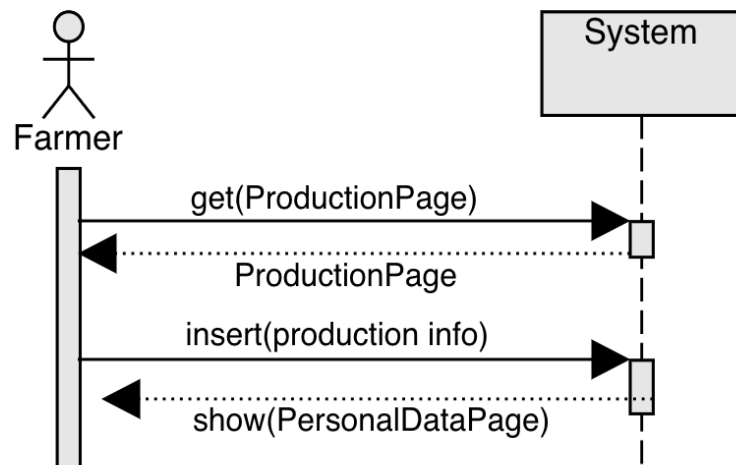 System
Farmer
get(ProductionPage)
ProductionPage
insert(production info)
show(PersonalDataPage)